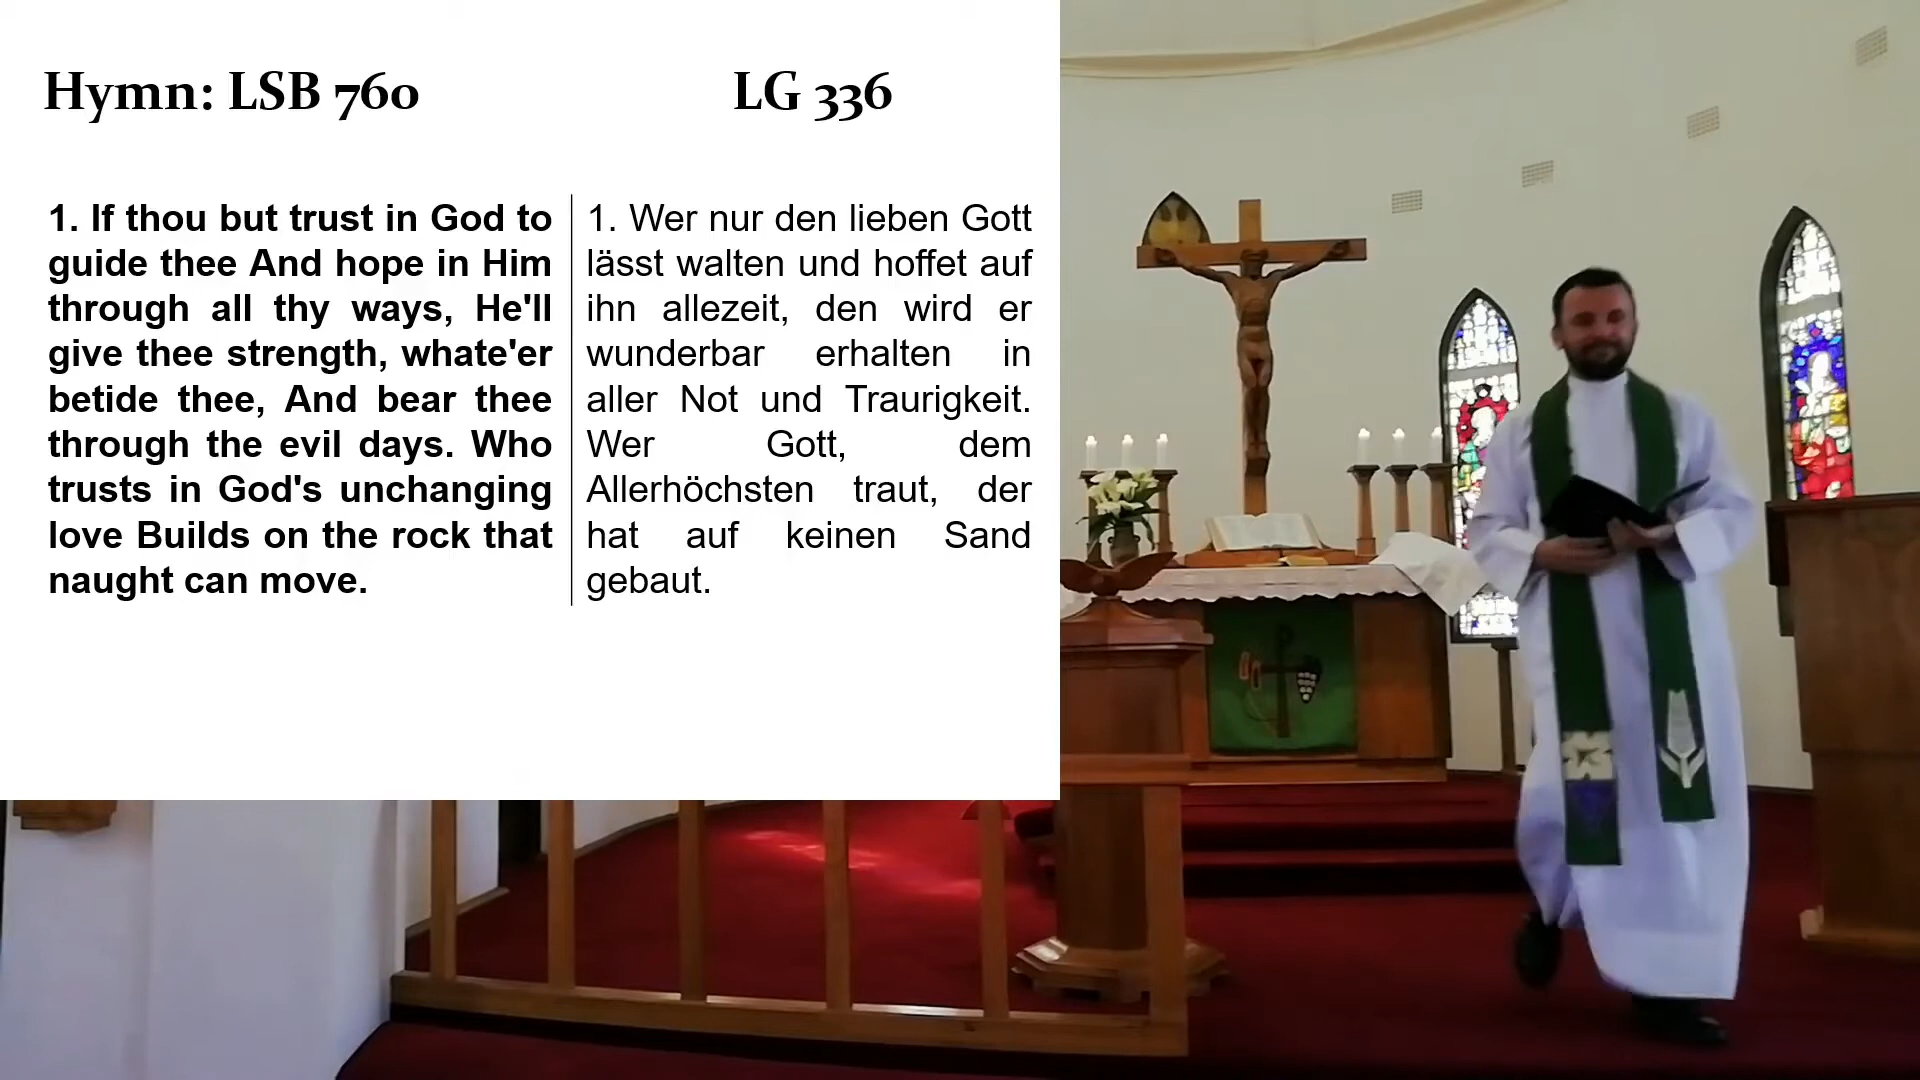 Hymn: LSB 760
LG 336
1. If thou but trust in God to
guide thee And hope in Him
through all thy ways, He'll
give thee strength, whate'er
betide thee, And bear thee
through the evil days. Who
trusts in God's unchanging
love Builds on the rock that
naught can move.
1. Wer nur den lieben Gott
lässt walten und hoffet auf
ihn allezeit, den wird er
wunderbar erhalten in
aller Not und Traurigkeit.
Wer Gott, dem
Allerhöchsten traut, der
hat auf keinen Sand
gebaut.